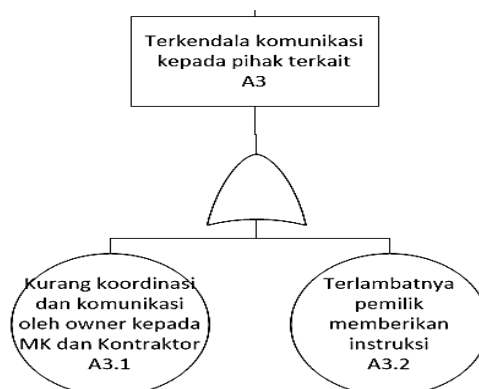 Terkendala komunikasi
kepada pihak terkait
A3
Kurang koordinasi
dan komunikasi
oleh owner kepada
MK dan Kontraktor
A3.1
Terlambatnya
pemilik
memberikan
instruksi
A3.2